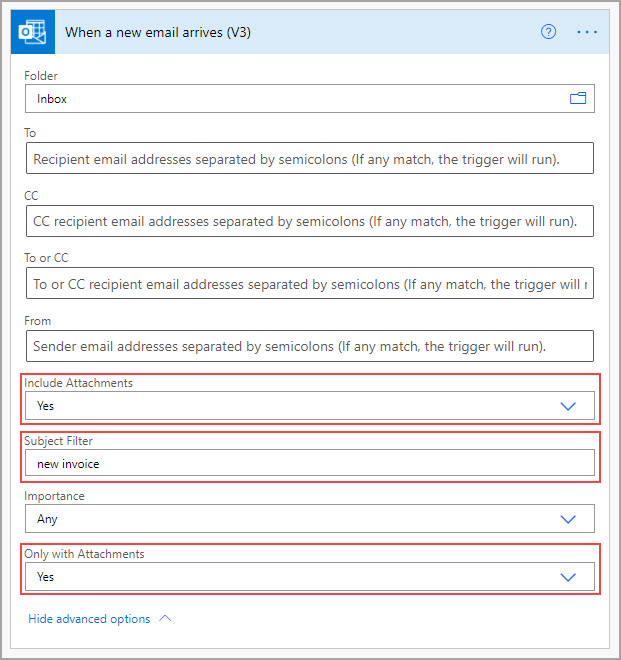 When a new email arrives (V3)
Folder
Inbox
To
Recipient email addresses separated by semicolons (If any match, the trigger will run).
CC
CC recipient email addresses separated by semicolons (If any match, the trigger will run).
To or CC
To or CC recipient email addresses separated by semicolons (If any match, the trigger will r
From
Sender email addresses separated by semicolons (If any match, the trigger will run).
Include Attachments
Yes
Subject Filter
new invoice
Importance
Any
Only with Attachments
Yes
Hide advanced options